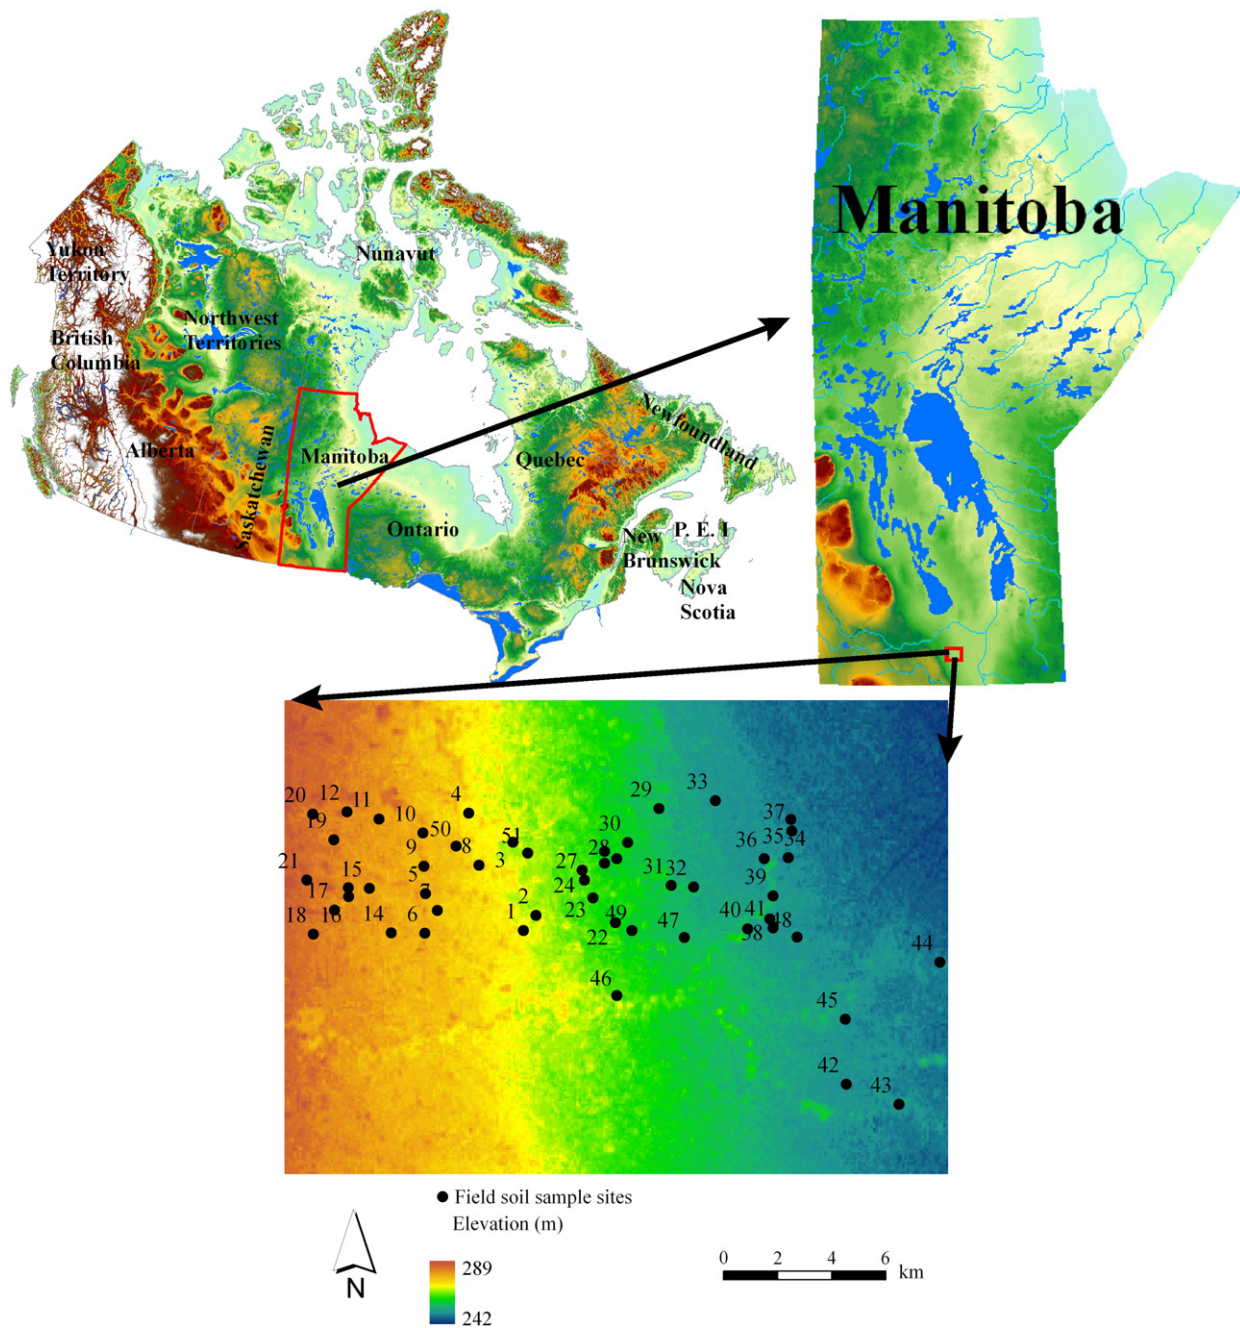 Manitoba
Nunavut
Yukon
Territory
Northwest
Territories
British
Columbia
Newfoundland
Alberta
Saskatchewan
Manitoba
Quebec
Ontario
New
Brunswick
P. E. I
Nova
Scotia
20
12
11
10
4
29
33
19
50
8
51
30
37
35
34
36
9
3
28
21
5
27
31
32
15
7
24
39
17
2
23
18
16
14
6
1
49
22
47
40
41
48
38
44
46
45
42
43
Field soil sample sites
Elevation (m)
289
242
N
0
2
4
6
km